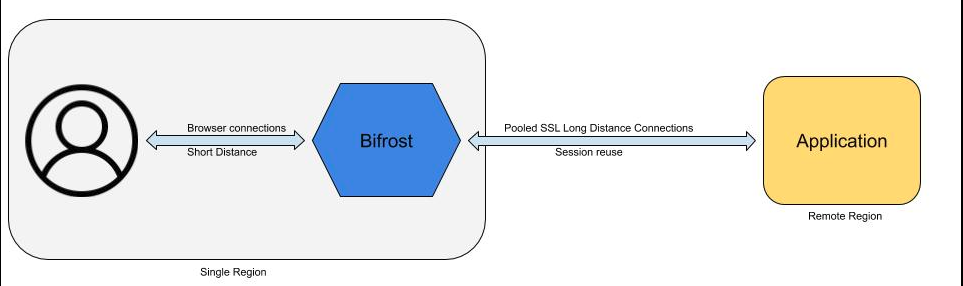 Browser connections
Short Distance
Bifrost
Pooled SSL Long Distance Connections
Session reuse
Application
Remote Region
Single Region